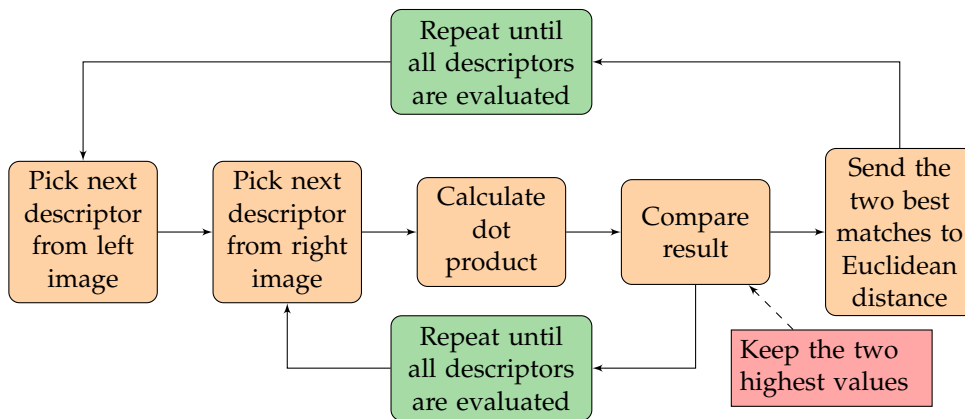 Repeat until
all descriptors
are evaluated
Pick next
descriptor
from left
image
Pick next
descriptor
from right
image
Calculate
dot
product
Compare
result
Send the
two best
matches to
Euclidean
distance
Repeat until
all descriptors
are evaluated
Keep the two
highest values